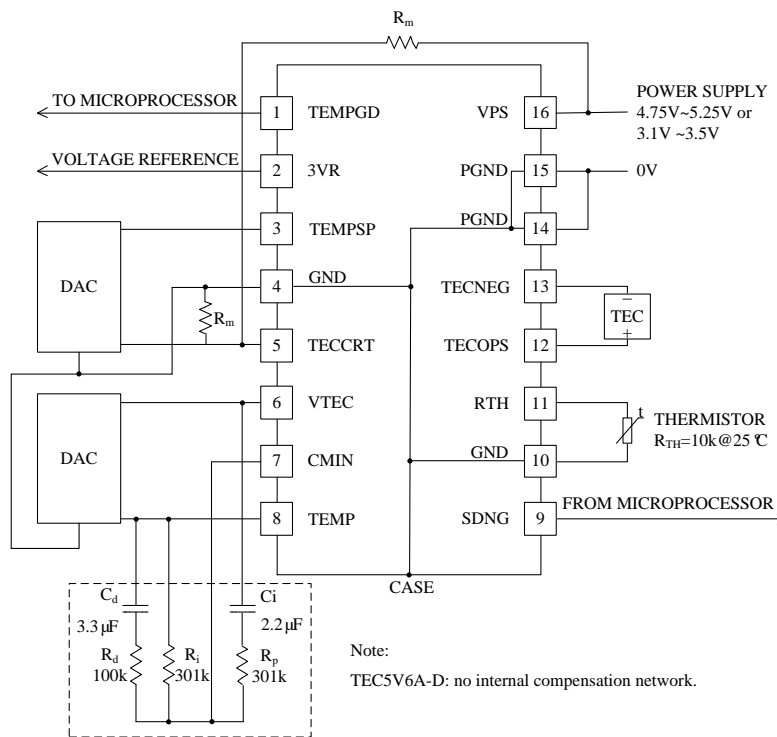 Rm
TO MICROPROCESSOR
1 TEMPGD
VPS 16
POWER SUPPLY
4.75V~5.25V or
3.1V ~3.5V
VOLTAGE REFERENCE
2 3VR
PGND 15
0V
3 TEMPSP
PGND 14
DAC
4 GND
TECNEG 13
−
TEC
+
Rm
5 TECCRT
TECOPS 12
6 VTEC
RTH 11
t
THERMISTOR
RTH=10k@25 ℃
DAC
7 CMIN
GND 10
8 TEMP
SDNG 9
FROM MICROPROCESSOR
CASE
Cd
3.3 µF
Ci
2.2 µF
Rd
100k
Ri
301k
Rp
301k
Note:
TEC5V6A-D: no internal compensation network.